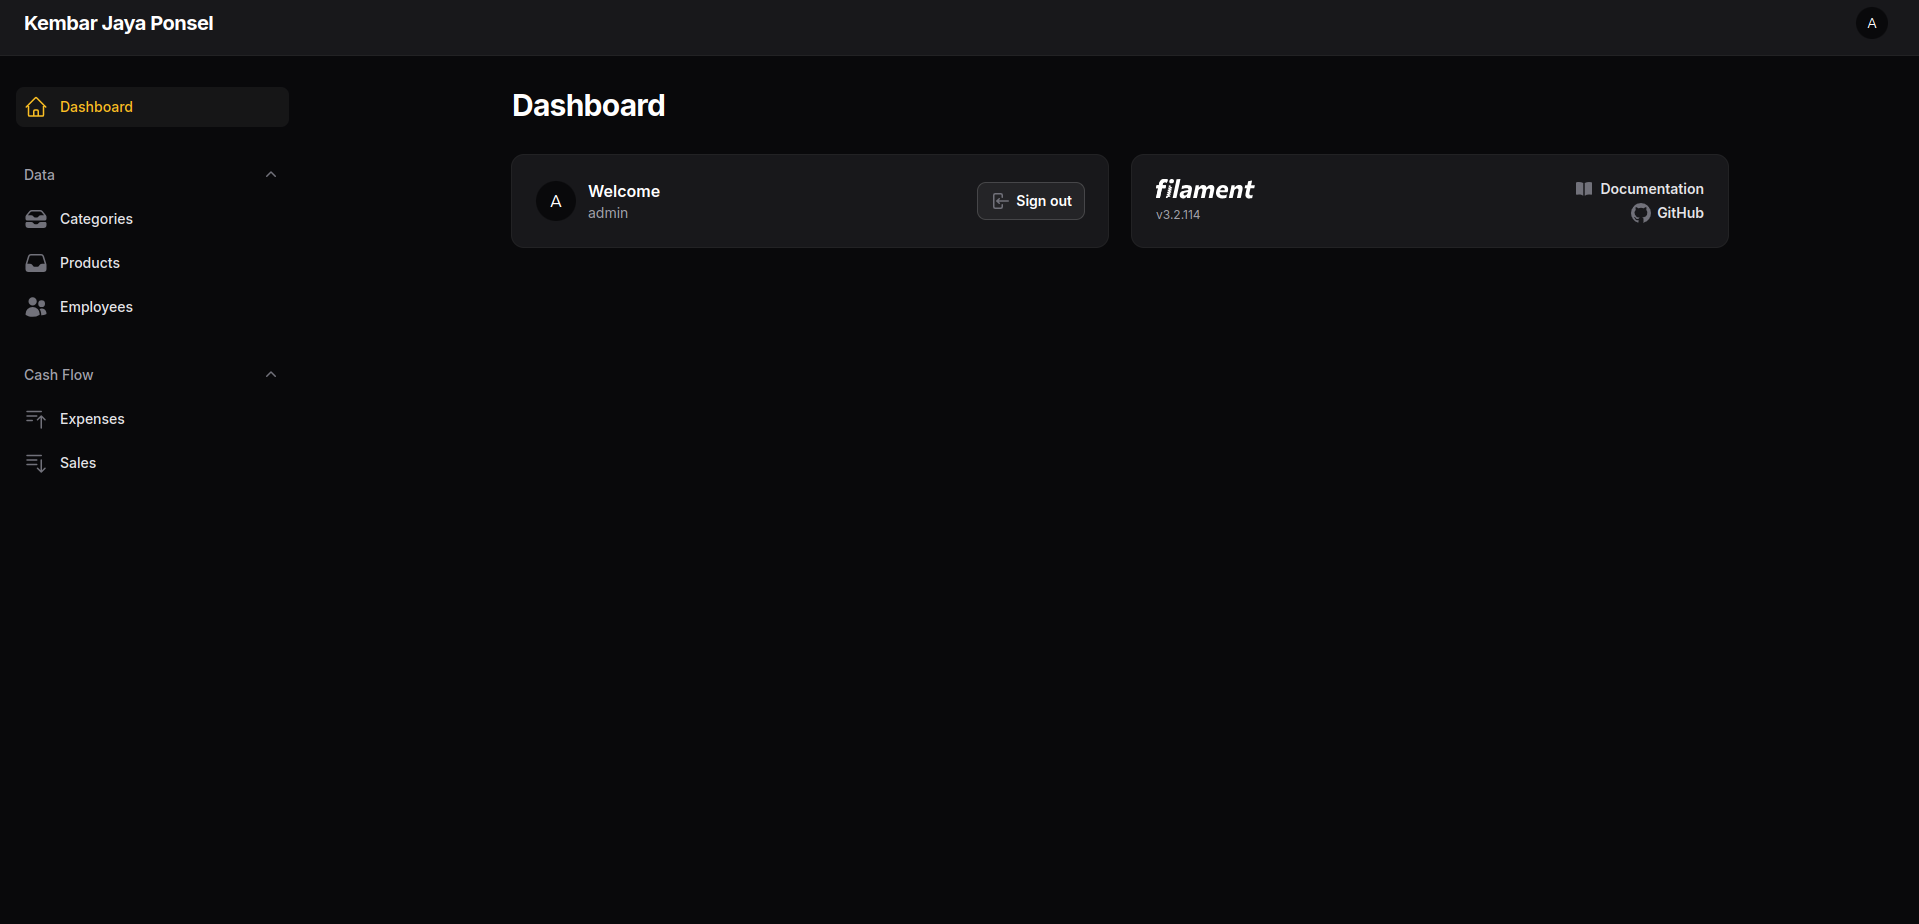 Kembar Jaya Ponsel
A
Dashboard
Data
Categories
Products
Employees
Cash Flow
Expenses
Sales
Dashboard
A
Welcome
admin
Sign out
filament
v3.2.114
Documentation
GitHub